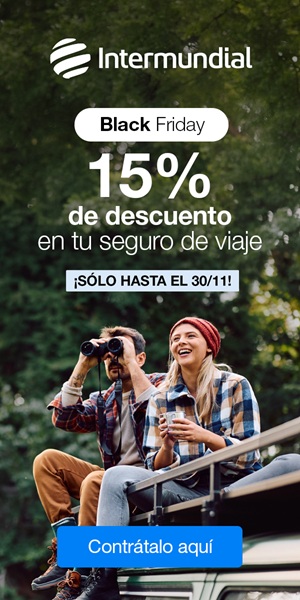 Intermundial
Black Friday
15%
de descuento
en tu seguro de viaje
¡SÓLO HASTA EL 30/11!
Contrátalo aquí